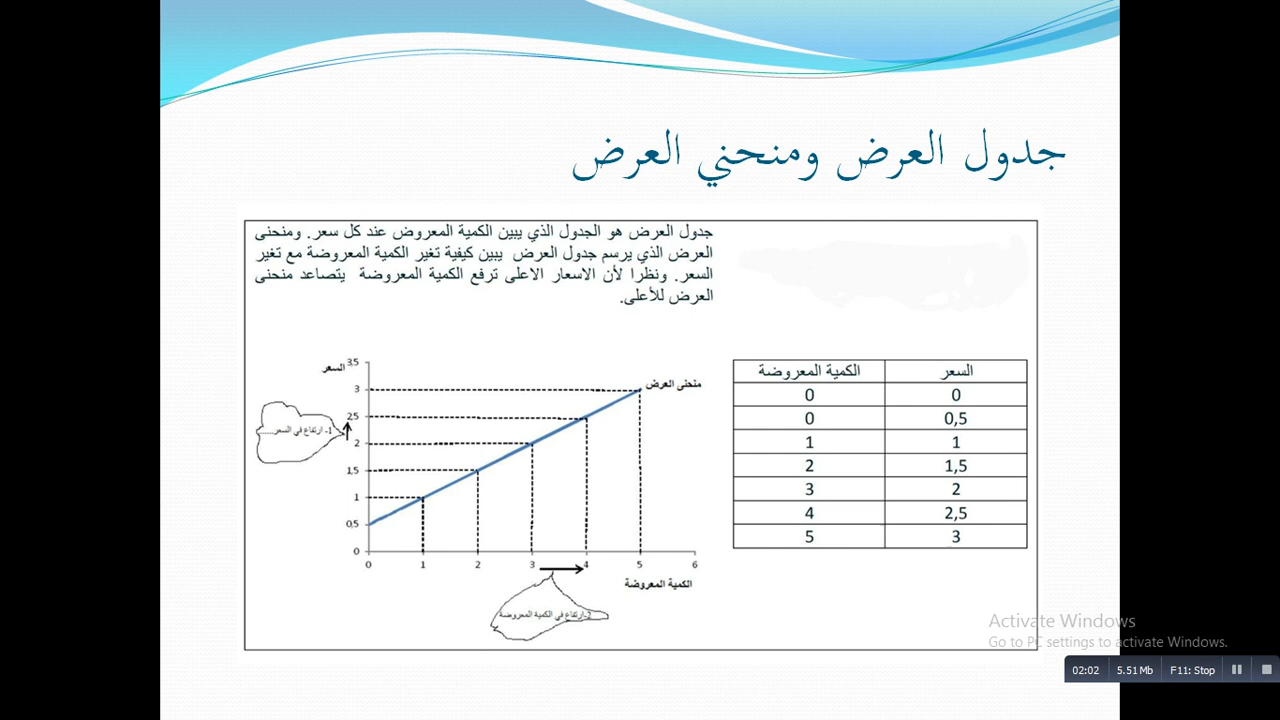 جدول العرض ومنحني العرض
جدول العرض هو الجدول الذي يبين الكمية المعروض عند كل سعر. ومنحنى
العرض الذي يرسم جدول العرض يبين كيفية تغير الكمية المعروضة مع تغير
السعر. ونظرا لأن الاسعار الاعلى ترفع الكمية المعروضة يتصاعد منحنى
العرض للأعلى.
السعر الكمية المعروضة
0 0
0,5 0
1 1
1,5 2
2 3
2,5 4
3 5
السعر
3,5
3
2,5
2
1,5
1
0,5
0
منحنى العرض
1- ارتفاع في السعر
0 1 2 3 4 5 6
الكمية المعروضة
2-ارتفاع في الكمية المعروضة
Activate Windows
Go to PC settings to activate Windows.
02:02 5.51 Mb F11: Stop